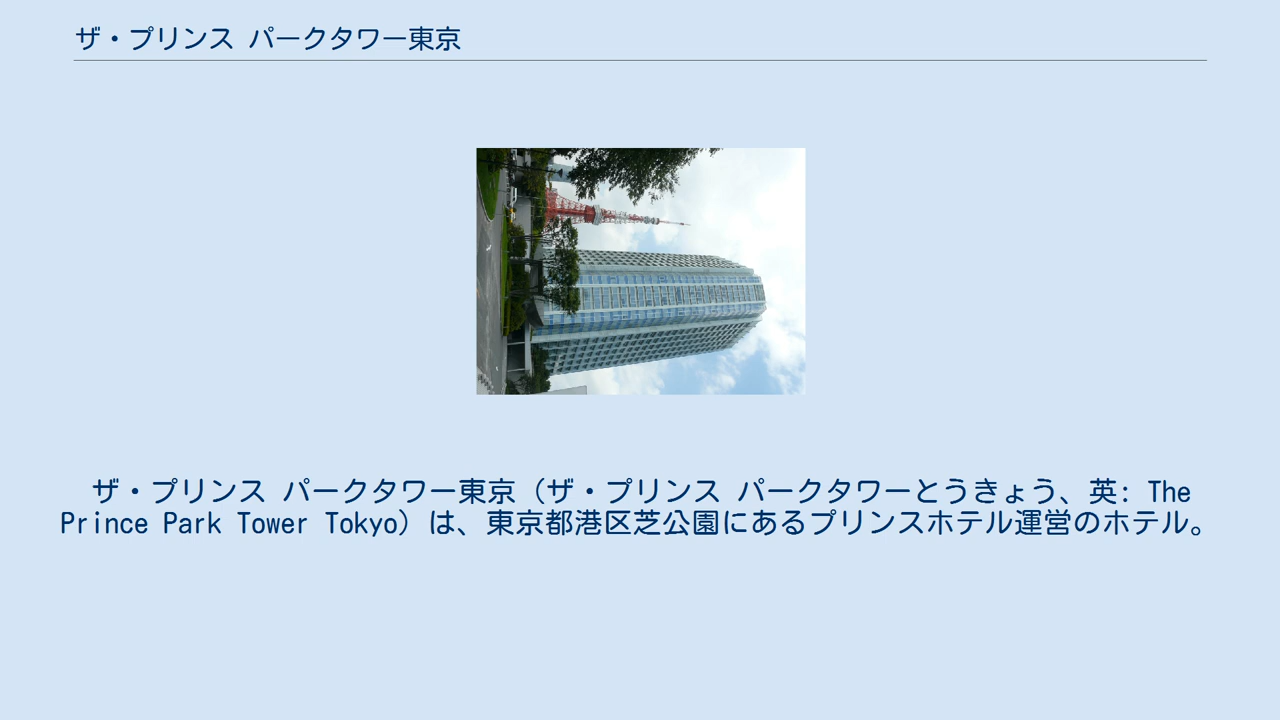 ザ・プリンス パークタワー東京
ザ・プリンス パークタワー東京（ザ・プリンス パークタワーとうきょう、英: The
Prince Park Tower Tokyo）は、東京都港区芝公園にあるプリンスホテル運営のホテル。